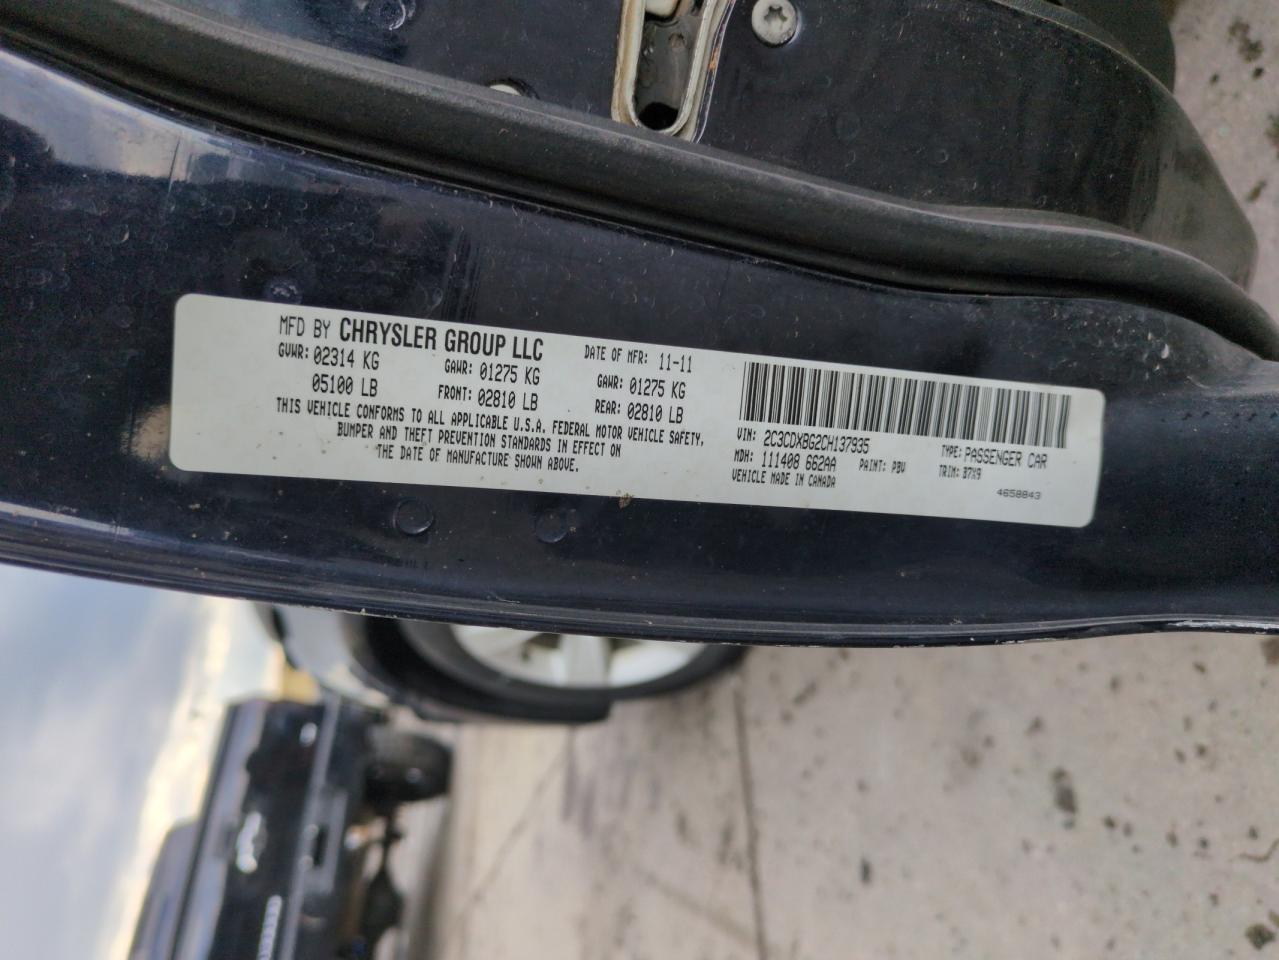 MFD BY CHRYSLER GROUP LLC DATE OF MFR: 11-11
GVWR: 02314 KG GAWR: 01275 KG GAWR: 01275 KG
05100 LB FRONT: 02810 LB REAR: 02810 LB
THIS VEHICLE CONFORMS TO ALL APPLICABLE U.S.A. FEDERAL MOTOR VEHICLE SAFETY,
BUMPER AND THEFT PREVENTION STANDARDS IN EFFECT ON
THE DATE OF MANUFACTURE SHOWN ABOVE.
VIN: 2C3CDXBG2CH137935 TYPE: PASSENGER CAR
MDH: 111408 662AA PAINT: PBV TRIM: B7X9
VEHICLE MADE IN CANADA 4658843